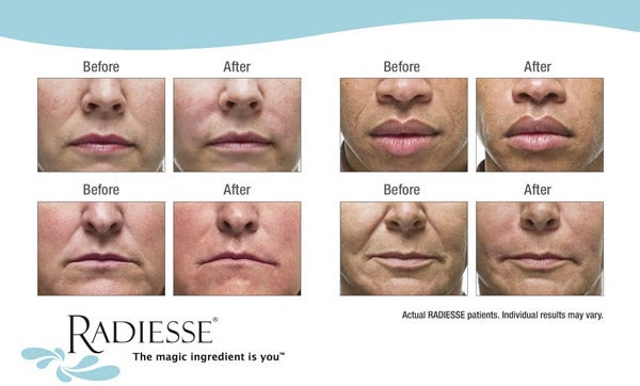 Before After Before After
Before After Before After
Actual RADIESSE patients. Individual results may vary.
RADIESSE®
The magic ingredient is you™